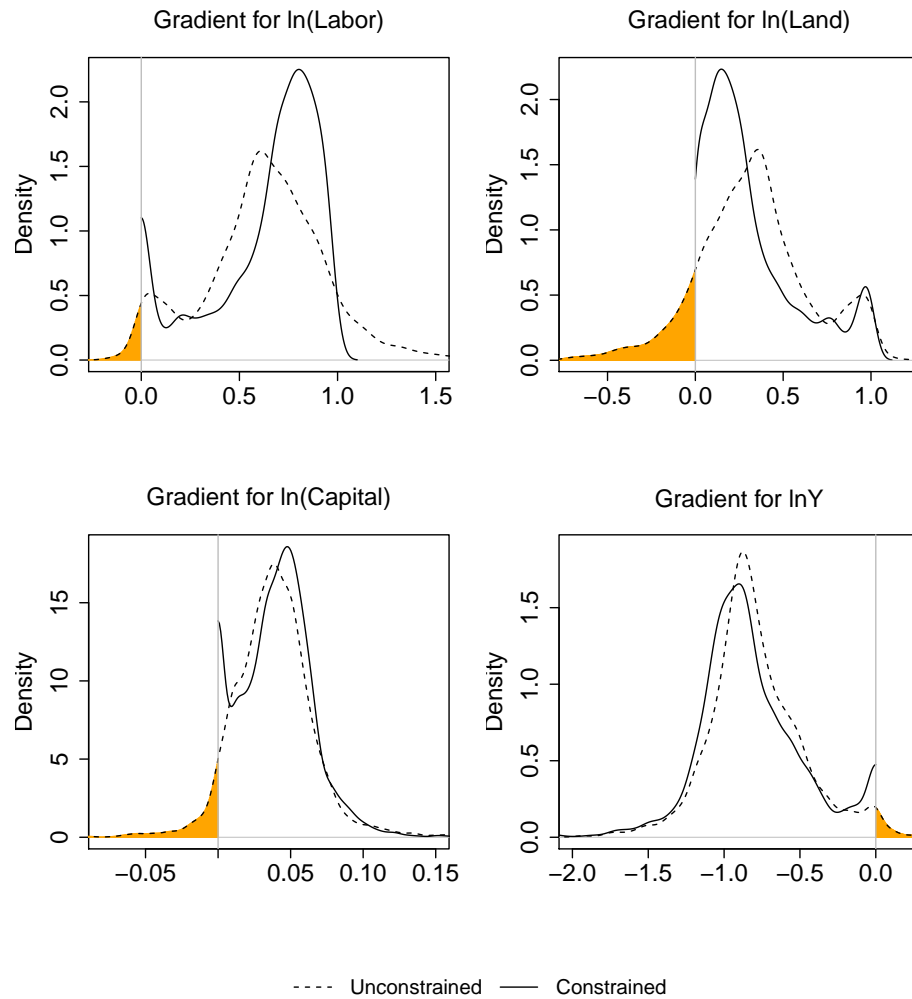 Gradient for ln(Labor)
Density
0.0 0.5 1.0 1.5 2.0
0.0 0.5 1.0 1.5
Gradient for ln(Land)
Density
0.0 0.5 1.0 1.5 2.0
−0.5 0.0 0.5 1.0
Gradient for ln(Capital)
Density
0 5 10 15
−0.05 0.05 0.10 0.15
Gradient for lnY
Density
0.0 0.5 1.0 1.5
−2.0 −1.5 −1.0 −0.5 0.0
Unconstrained Constrained